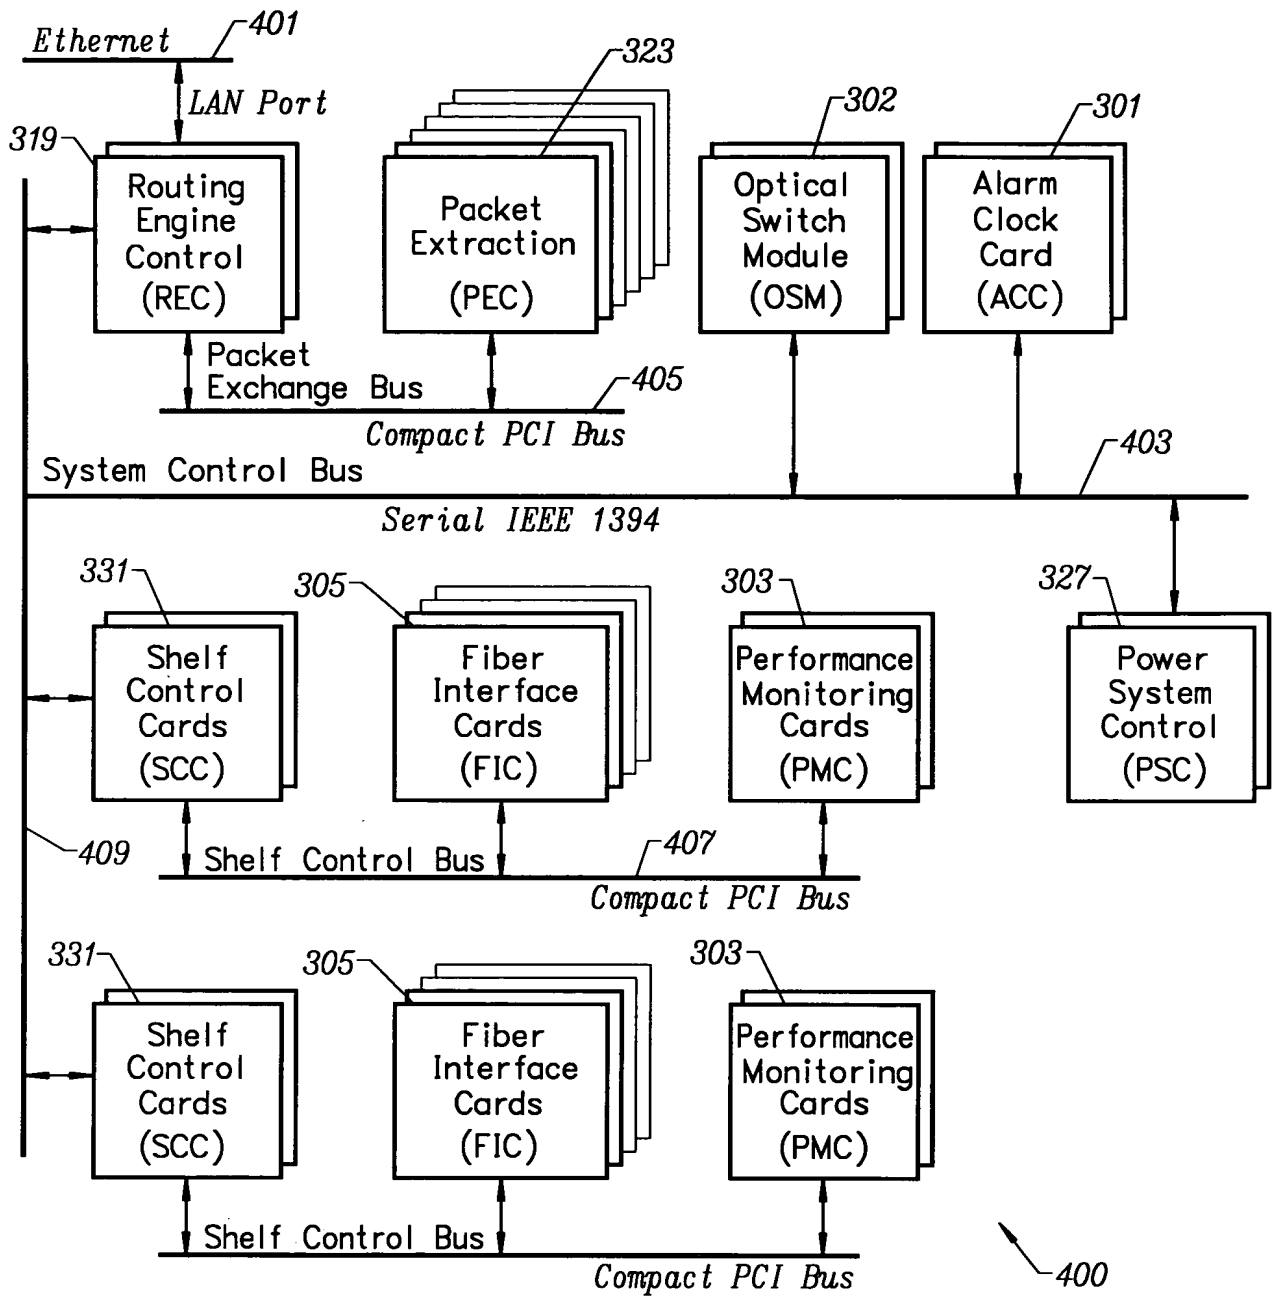 Ethernet
401
LAN Port
319
Routing
Engine
Control
(REC)
323
Packet
Extraction
(PEC)
302
Optical
Switch
Module
(OSM)
301
Alarm
Clock
Card
(ACC)
Packet
Exchange Bus
405
Compact PCI Bus
System Control Bus
403
Serial IEEE 1394
331
Shelf
Control
Cards
(SCC)
305
Fiber
Interface
Cards
(FIC)
303
Performance
Monitoring
Cards
(PMC)
327
Power
System
Control
(PSC)
409
Shelf Control Bus
407
Compact PCI Bus
331
Shelf
Control
Cards
(SCC)
305
Fiber
Interface
Cards
(FIC)
303
Performance
Monitoring
Cards
(PMC)
Shelf Control Bus
Compact PCI Bus
400